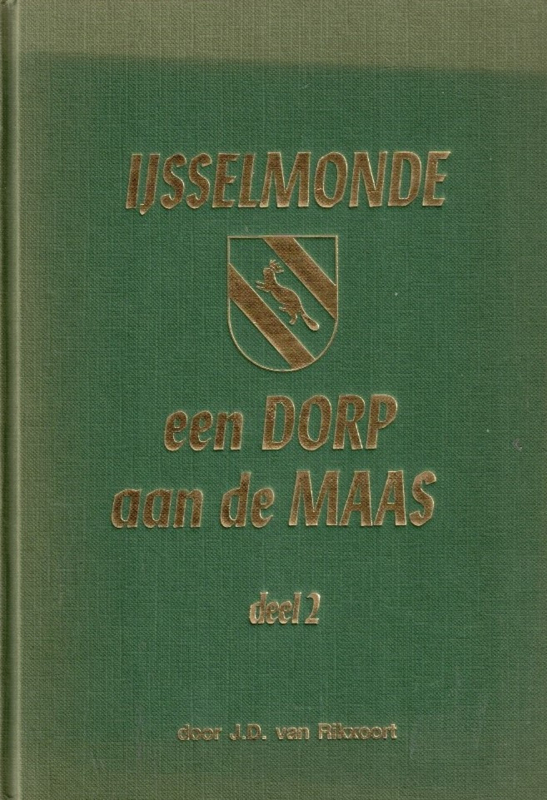 IJSSELMONDE
een DORP
aan de MAAS
deel 2
door J.D. van Rikxoort